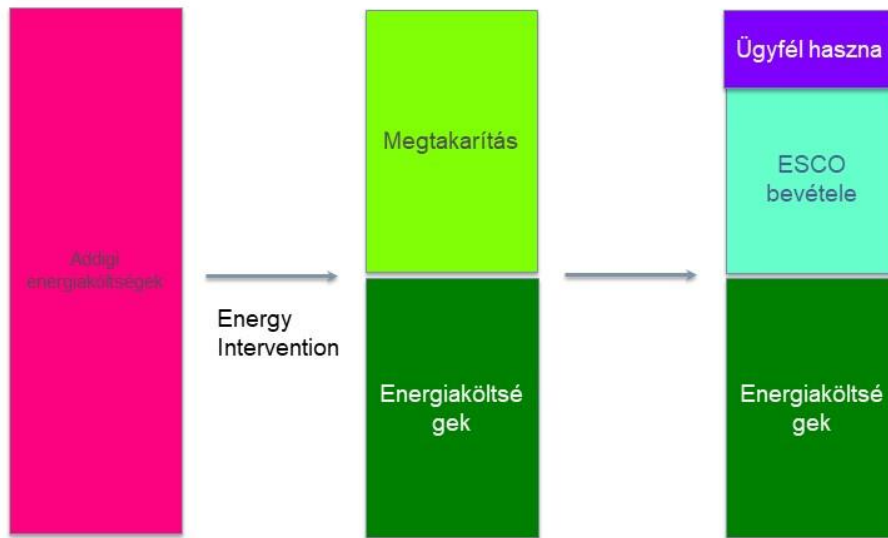 Addigi
energiaköltségek
Energy
Intervention
Megtakarítás
Energiaköltsé
gek
Ügyfél haszna
ESCO
bevétele
Energiaköltsé
gek